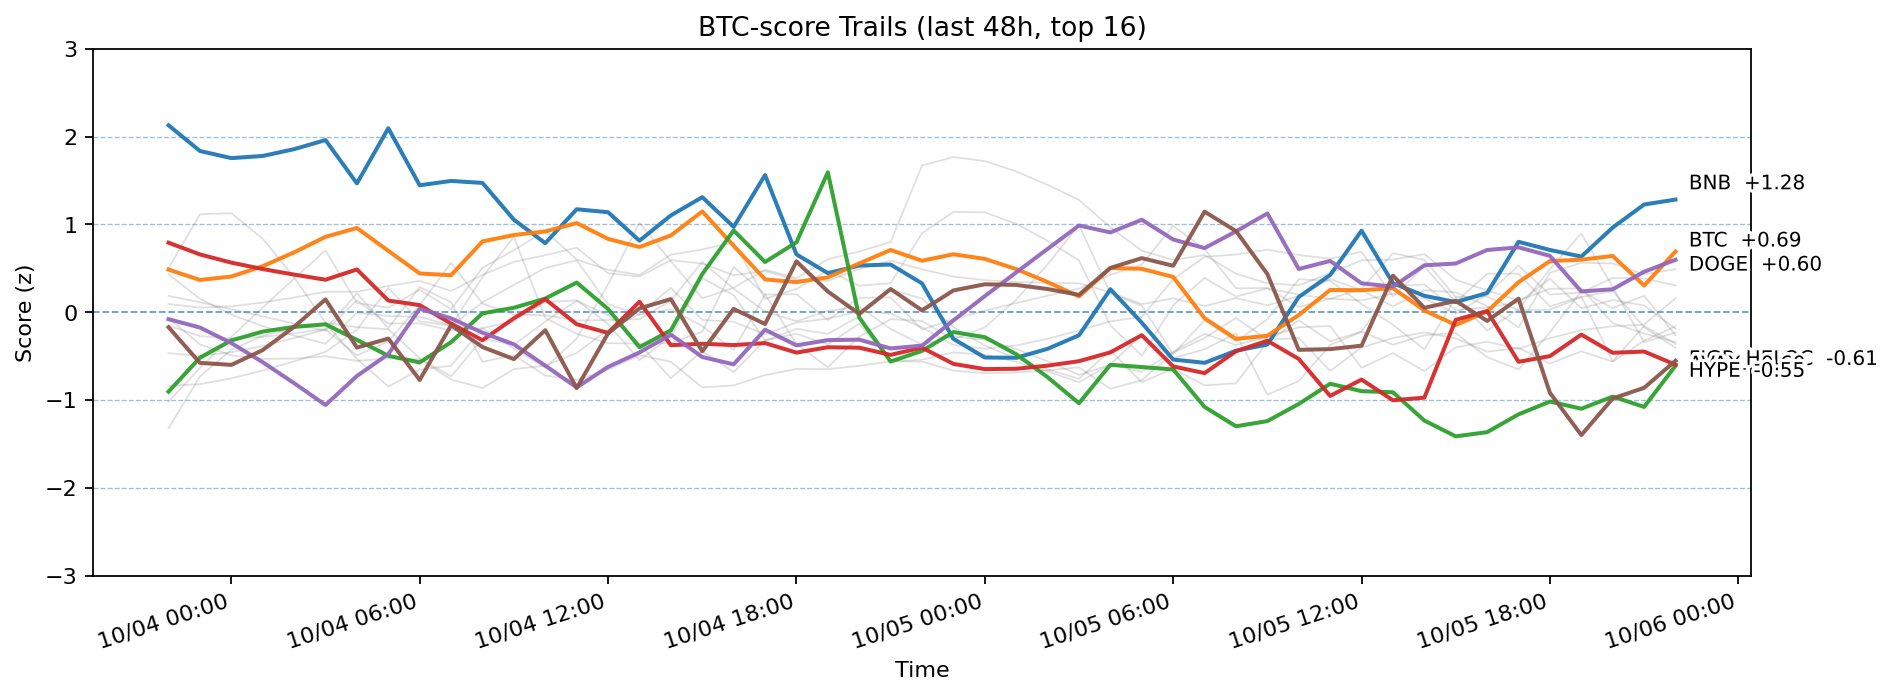 BTC-score Trails (last 48h, top 16)
Score (z)
3
2
1
0
−1
−2
−3
BNB +1.28
BTC +0.69
DOGE +0.60
-0.61
HYPE -0.55
10/04 00:00
10/04 06:00
10/04 12:00
10/04 18:00
10/05 00:00
10/05 06:00
10/05 12:00
10/05 18:00
10/06 00:00
Time